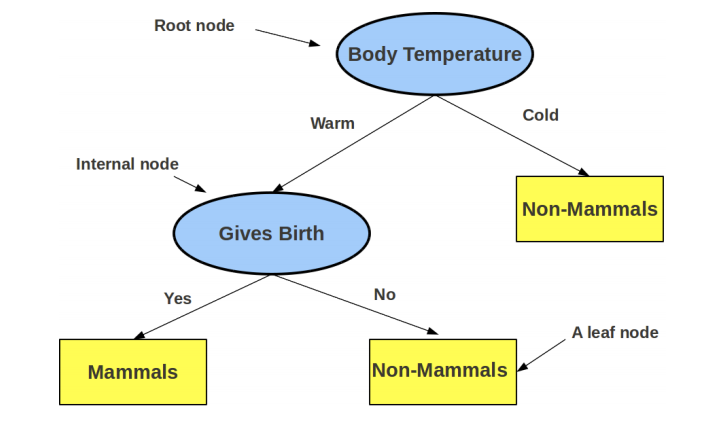 Root node
Body Temperature
Warm
Cold
Internal node
Non-Mammals
Gives Birth
Yes
No
A leaf node
Mammals
Non-Mammals